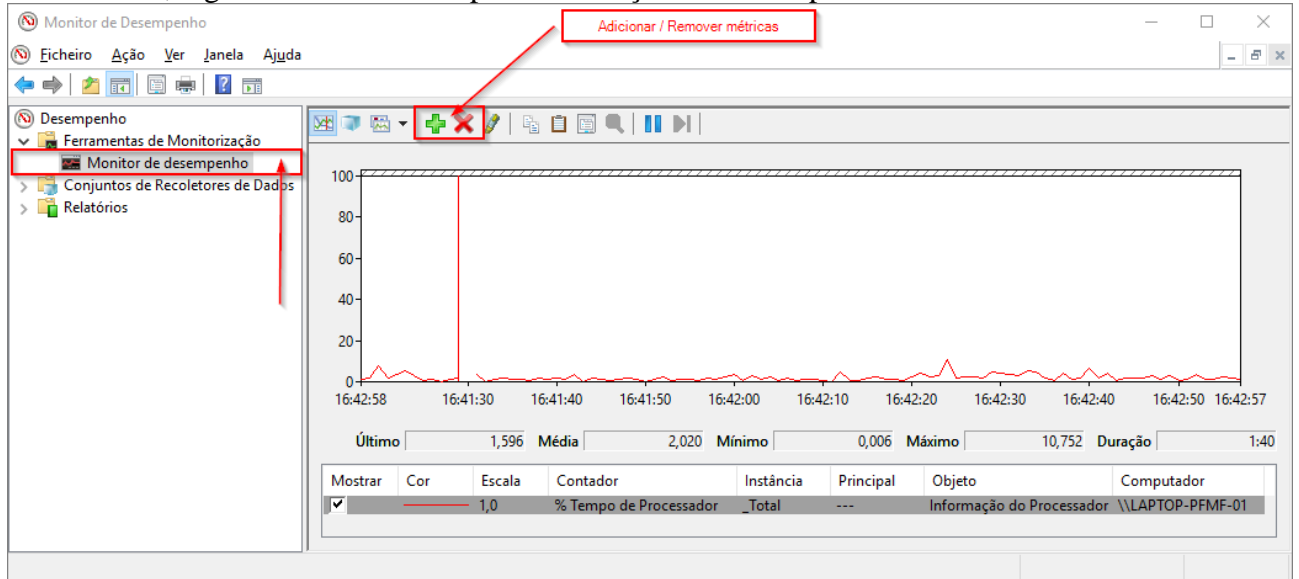 Monitor de Desempenho
Adicionar / Remover métricas
Ficheiro Ação Ver Janela Ajuda
Desempenho
Ferramentas de Monitorização
Monitor de desempenho
Conjuntos de Recoletores de Dados
Relatórios
100
80
60
40
20
0
16:42:58 16:41:30 16:41:40 16:41:50 16:42:00 16:42:10 16:42:20 16:42:30 16:42:40 16:42:50 16:42:57
Último 1,596 Média 2,020 Mínimo 0,006 Máximo 10,752 Duração 1:40
Mostrar Cor Escala Contador Instância Principal Objeto Computador
1,0 % Tempo de Processador _Total --- Informação do Processador \\LAPTOP-PFMF-01